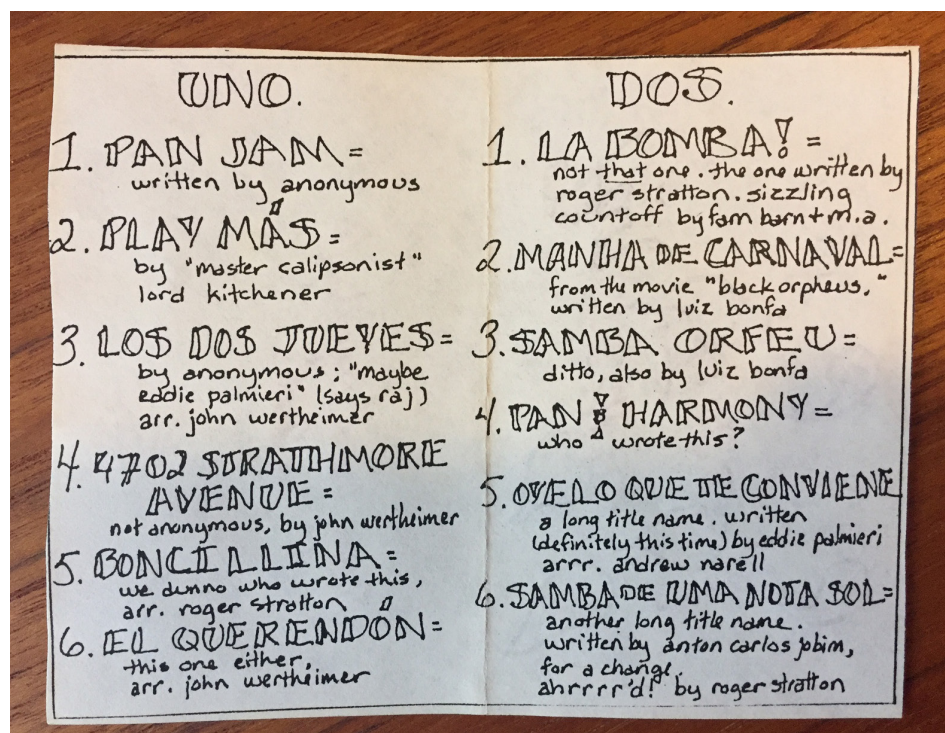 UNO.
1. PAN JAM =
written by anonymous
2. PLAY MÁS =
by "master calipsonist"
lord kitchener
3. LOS DOS JUEYES =
by anonymous ; "maybe
eddie palmieri" (says raj)
arr. john wertheimer
4. 4702 STRATHMORE
AVENUE =
not anonymous, by john wertheimer
5. BONCILLINA =
we dunno who wrote this,
arr. roger stratton
6. EL QUERENDÓN =
this one either,
arr. john wertheimer
DOS.
1. LA BOMBA! =
not that one. the one written by
roger stratton. sizzling
countoff by fam barnt m.a.
2. MANHA DE CARNAVAL =
from the movie "black orpheus,"
written by luiz bonfa
3. SAMBA ORFEU =
ditto, also by luiz bonfa
4. PAN HARMONY =
who wrote this?
5. OYELO QUE TE CONVIENE
a long title name. written
(definitely this time) by eddie palmieri
arrr. andrew narell
6. SAMBA DE UMA NOTA SOL =
another long title name.
written by anton carlos jobim,
for a change.
ahrrrr'd! by roger stratton